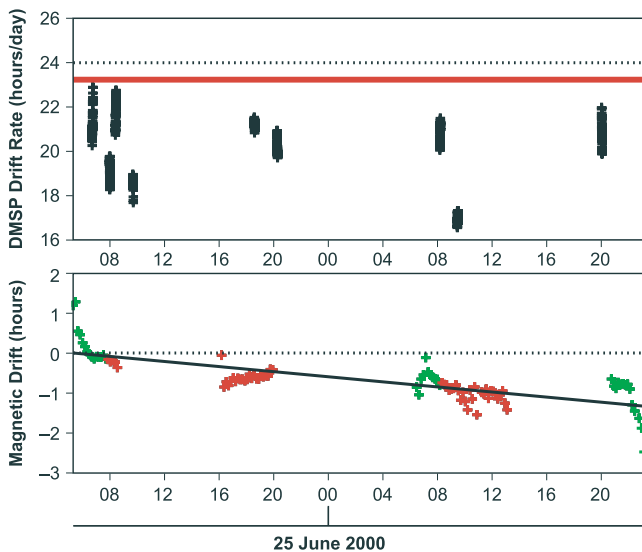 26
24
22
20
18
16
DMSP Drift Rate (hours/day)
08 12 16 20 00 04 08 12 16 20
2
1
0
−1
−2
−3
Magnetic Drift (hours)
08 12 16 20 00 04 08 12 16 20
25 June 2000